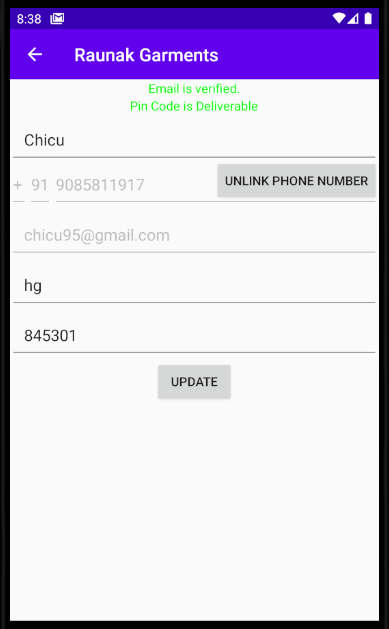 8:38
Raunak Garments
Email is verified.
Pin Code is Deliverable
Chicu
+ 91 9085811917 UNLINK PHONE NUMBER
chicu95@gmail.com
hg
845301
UPDATE